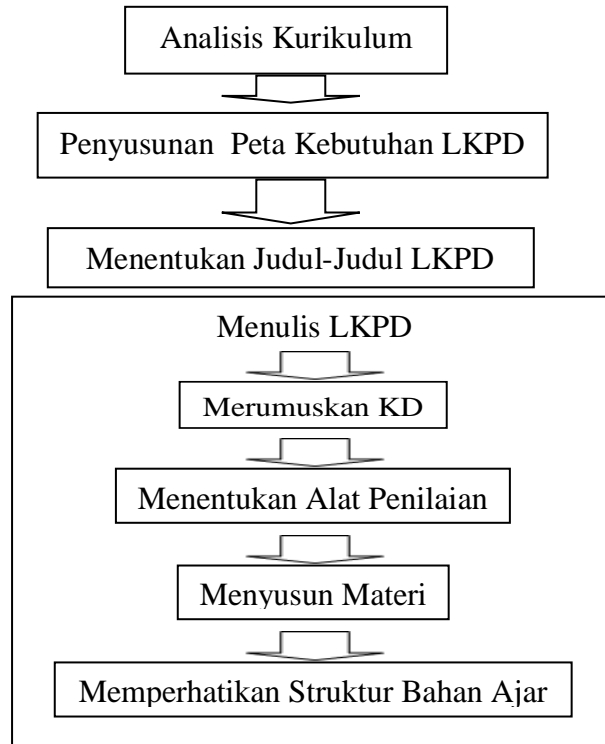 Analisis Kurikulum
Penyusunan Peta Kebutuhan LKPD
Menentukan Judul-Judul LKPD
Menulis LKPD
Merumuskan KD
Menentukan Alat Penilaian
Menyusun Materi
Memperhatikan Struktur Bahan Ajar